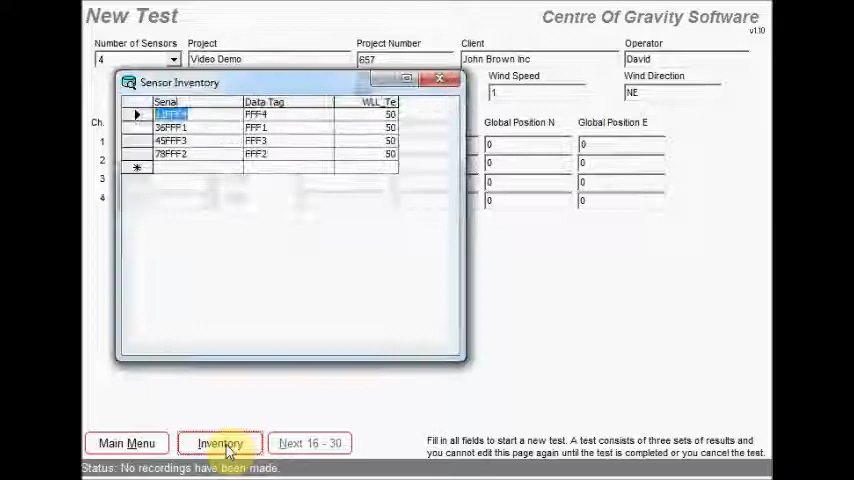 New Test
Centre Of Gravity Software
v1.10
Number of Sensors Project Project Number Client Operator
4 Video Demo 657 John Brown Inc David
Wind Speed Wind Direction
1 NE
Sensor Inventory
Serial Data Tag WLL_Te
FFF4 50
36FFF1 FFF1 50
45FFF3 FFF3 50
78FFF2 FFF2 50
Ch. Global Position N Global Position E
1 0 0
2 0 0
3 0 0
4 0 0
Main Menu Inventory Next 16 - 30
Fill in all fields to start a new test. A test consists of three sets of results and
you cannot edit this page again until the test is completed or you cancel the test.
Status: No recordings have been made.